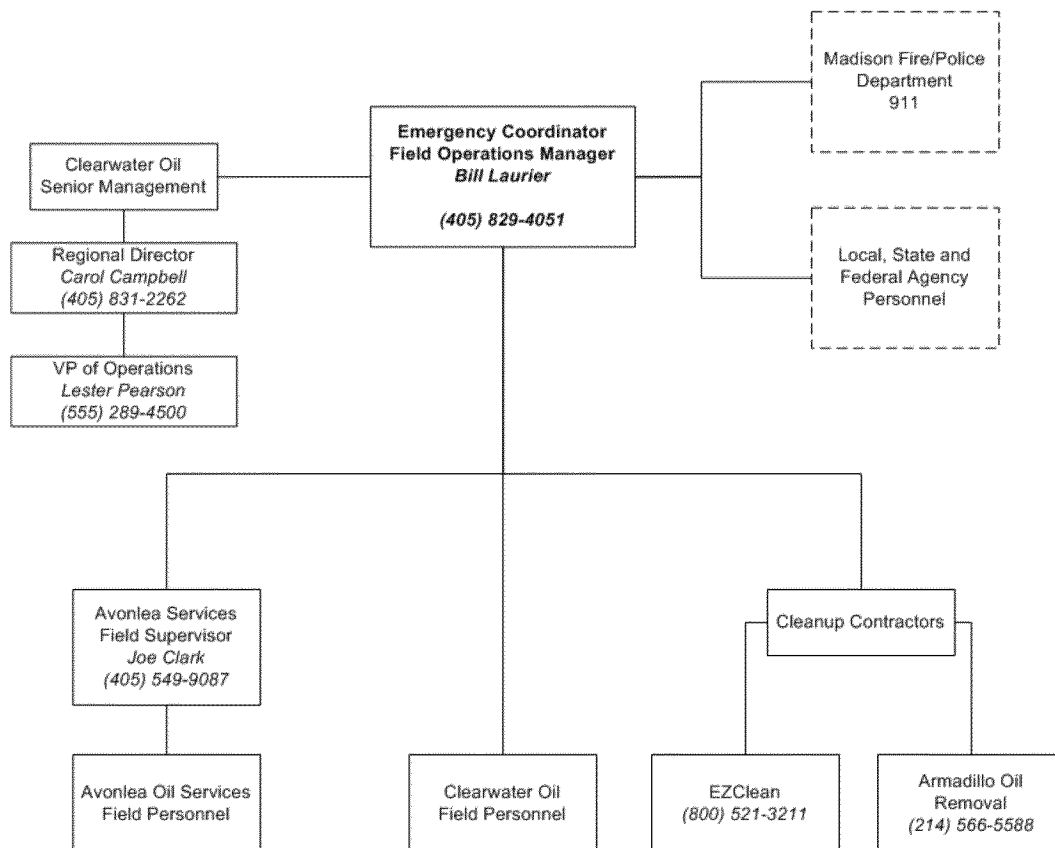 Madison Fire/Police
Department
911
Emergency Coordinator
Field Operations Manager
Bill Laurier
(405) 829-4051
Clearwater Oil
Senior Management
Regional Director
Carol Campbell
(405) 831-2262
VP of Operations
Lester Pearson
(555) 289-4500
Local, State and
Federal Agency
Personnel
Avonlea Services
Field Supervisor
Joe Clark
(405) 549-9087
Cleanup Contractors
Avonlea Oil Services
Field Personnel
Clearwater Oil
Field Personnel
EZClean
(800) 521-3211
Armadillo Oil
Removal
(214) 566-5588